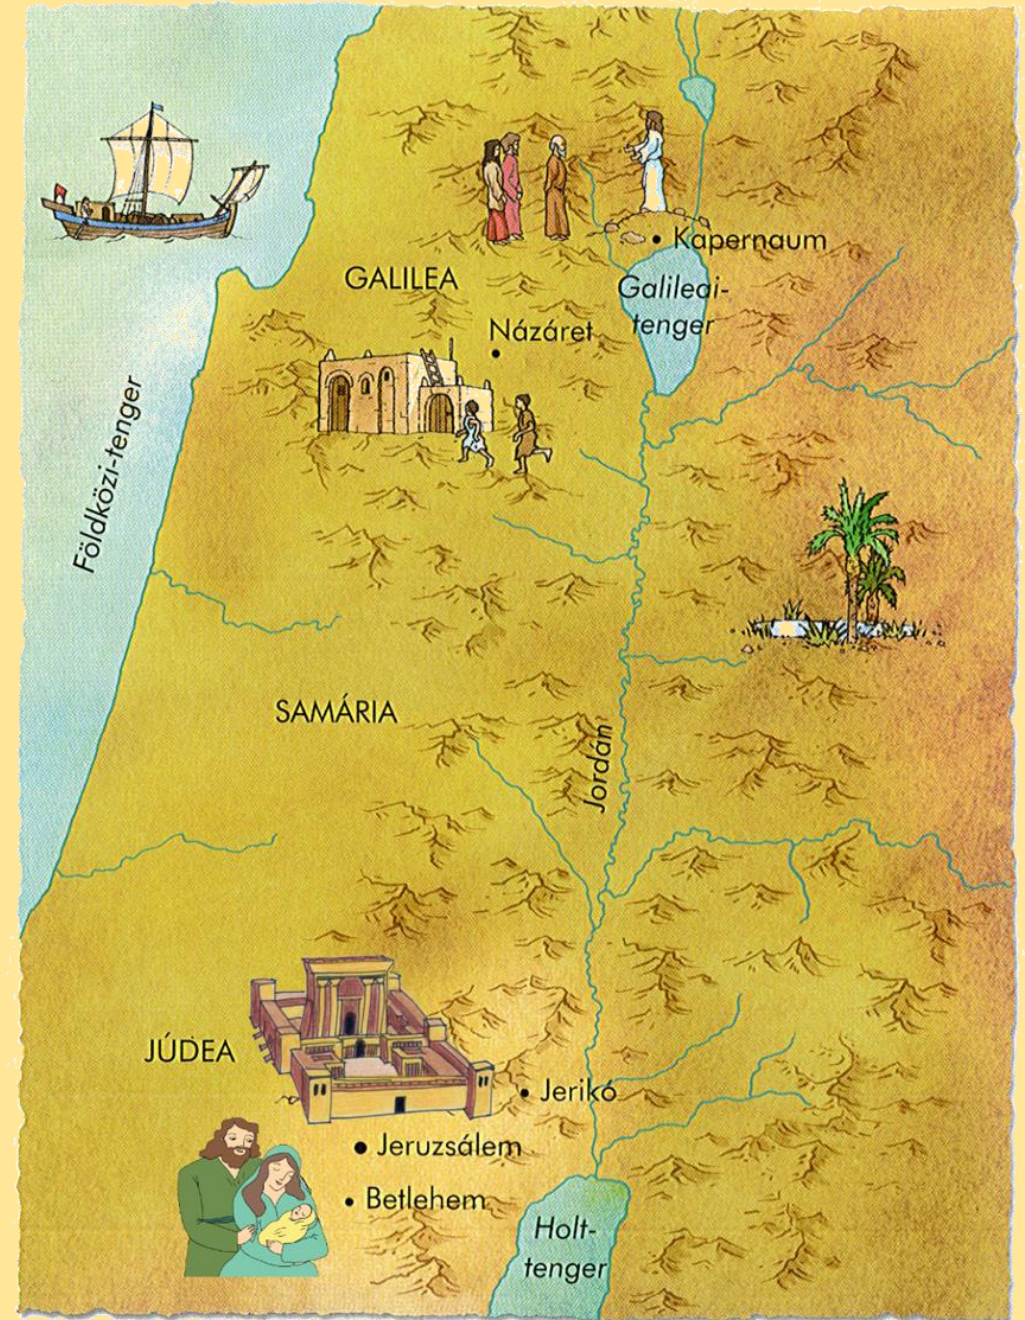 Kapernaum
GALILEA
Galileai-
tenger
Názáret
Földközi-tenger
SAMÁRIA
Jordán
JÚDEA
Jerikó
Jeruzsálem
Betlehem
Holt-
tenger